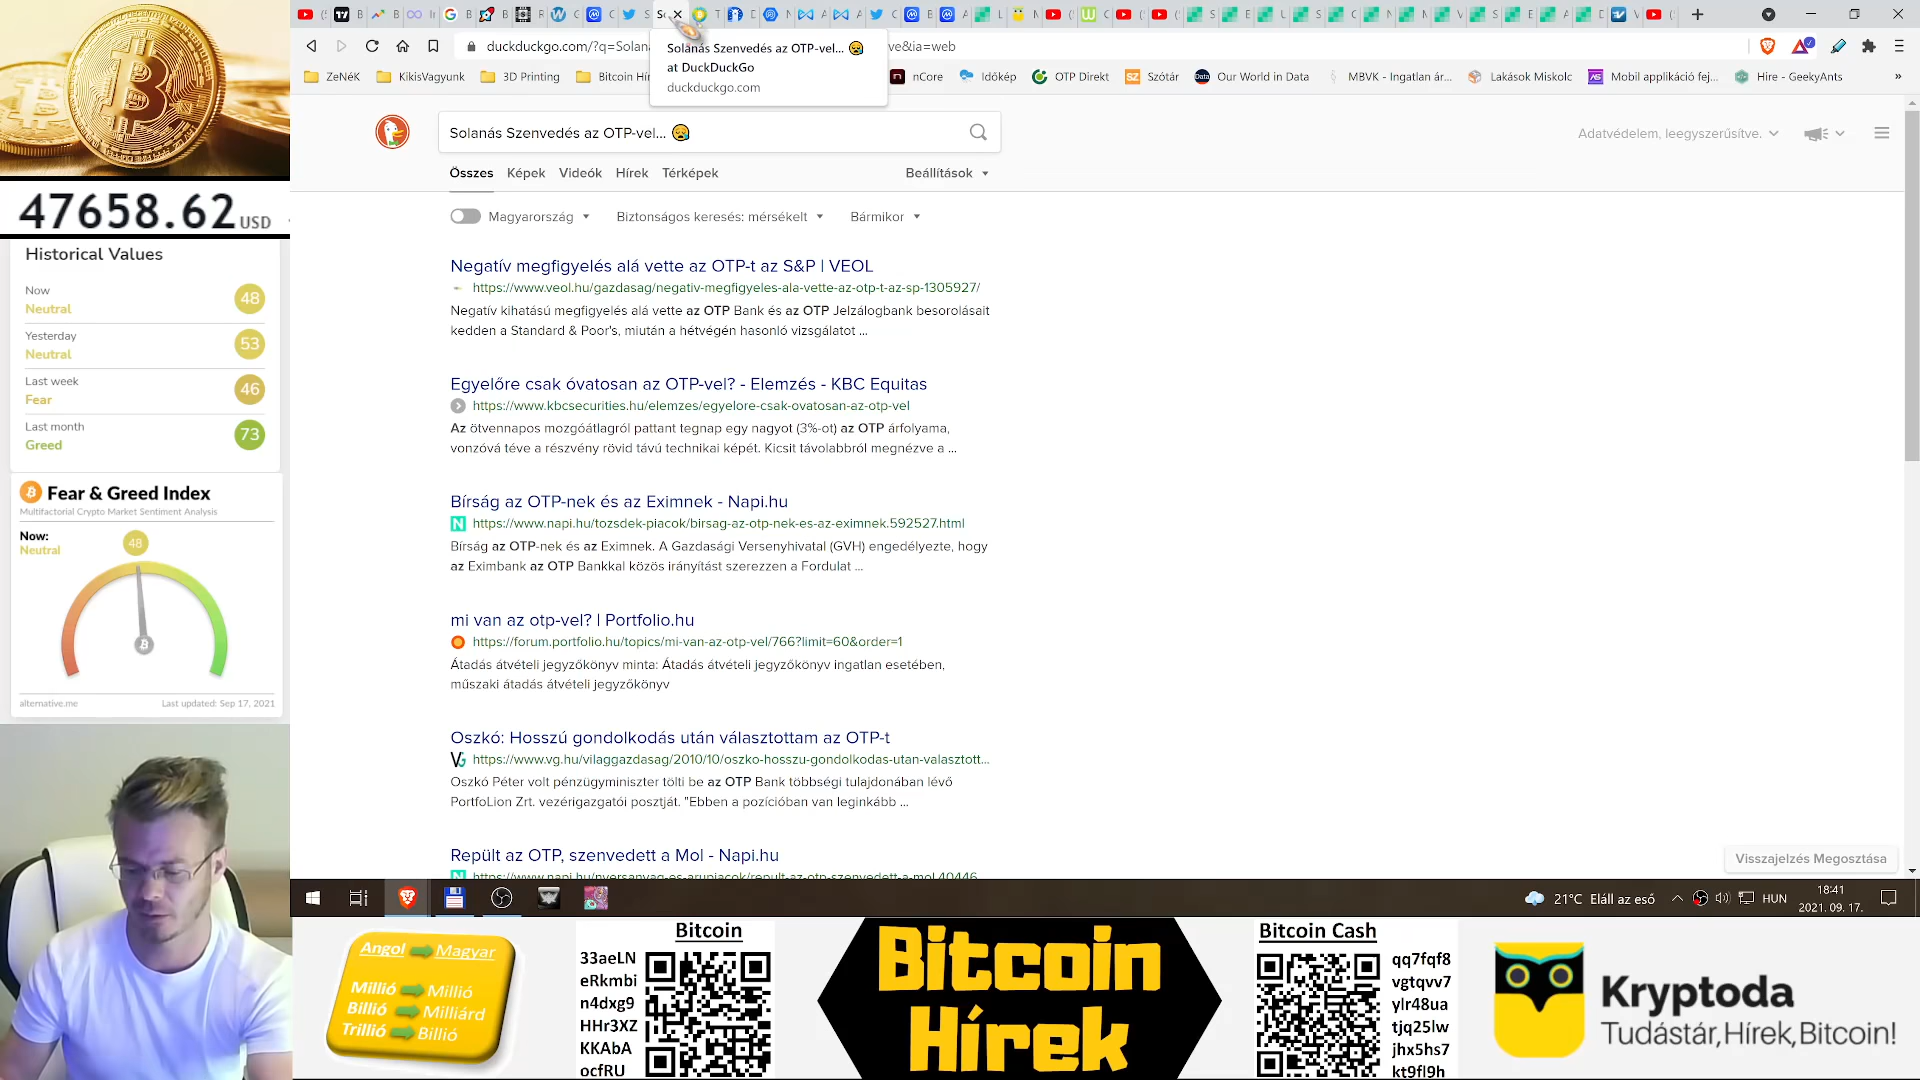 47658.62 USD
Historical Values
Now
Neutral
48
Yesterday
Neutral
53
Last week
Fear
46
Last month
Greed
73
Fear & Greed Index
Multifactorial Crypto Market Sentiment Analysis
Now:
Neutral
48
alternative.me
Last updated: Sep 17, 2021
duckduckgo.com/?q=Solaná
ve&ia=web
Solanás Szenvedés az OTP-vel... 😪
at DuckDuckGo
duckduckgo.com
ZeNéK
KikisVagyunk
3D Printing
Bitcoin Hír
nCore
Időkép
OTP Direkt
Szótár
Our World in Data
MBVK - Ingatlan ár...
Lakások Miskolc
Mobil applikáció fej...
Hire - GeekyAnts
»
Solanás Szenvedés az OTP-vel... 😪
Adatvédelem, leegyszerűsítve.
Összes
Képek
Videók
Hírek
Térképek
Beállítások
Magyarország
Biztonságos keresés: mérsékelt
Bármikor
Negatív megfigyelés alá vette az OTP-t az S&P | VEOL
https://www.veol.hu/gazdasag/negativ-megfigyeles-ala-vette-az-otp-t-az-sp-1305927/
Negatív kihatású megfigyelés alá vette az OTP Bank és az OTP Jelzálogbank besorolásait
kedden a Standard & Poor's, miután a hétvégén hasonló vizsgálatot ...
Egyelőre csak óvatosan az OTP-vel? - Elemzés - KBC Equitas
https://www.kbcsecurities.hu/elemzes/egyelore-csak-ovatosan-az-otp-vel
Az ötvennapos mozgóátlagról pattant tegnap egy nagyot (3%-ot) az OTP árfolyama,
vonzóvá téve a részvény rövid távú technikai képét. Kicsit távolabbról megnézve a ...
Bírság az OTP-nek és az Eximnek - Napi.hu
https://www.napi.hu/tozsdek-piacok/birsag-az-otp-nek-es-az-eximnek.592527.html
Bírság az OTP-nek és az Eximnek. A Gazdasági Versenyhivatal (GVH) engedélyezte, hogy
az Eximbank az OTP Bankkal közös irányítást szerezzen a Fordulat ...
mi van az otp-vel? | Portfolio.hu
https://forum.portfolio.hu/topics/mi-van-az-otp-vel/766?limit=60&order=1
Átadás átvételi jegyzőkönyv minta: Átadás átvételi jegyzőkönyv ingatlan esetében,
műszaki átadás átvételi jegyzőkönyv
Oszkó: Hosszú gondolkodás után választottam az OTP-t
https://www.vg.hu/vilaggazdasag/2010/10/oszko-hosszu-gondolkodas-utan-valasztott...
Oszkó Péter volt pénzügyminiszter tölti be az OTP Bank többségi tulajdonában lévő
PortfoLion Zrt. vezérigazgatói posztját. "Ebben a pozícióban van leginkább ...
Repült az OTP, szenvedett a Mol - Napi.hu
https://www.napi.hu/nyersanyag-es-arupiacok/repult-az-otp-szenvedett-a-mol.40446
Visszajelzés Megosztása
21°C Eláll az eső
HUN
18:41
2021. 09. 17.
Angol
Magyar
Millió
Millió
Billió
Milliárd
Trillió
Billió
Bitcoin
33aeLN
eRkmbi
n4dxg9
HHr3XZ
KKAbA
ocfRU
Bitcoin
Hírek
Bitcoin Cash
qq7fqf8
vgtqvv7
ylr48ua
tjq25lw
jhx5hs7
kt9fl9h
Kryptoda
Tudástár,Hírek,Bitcoin!